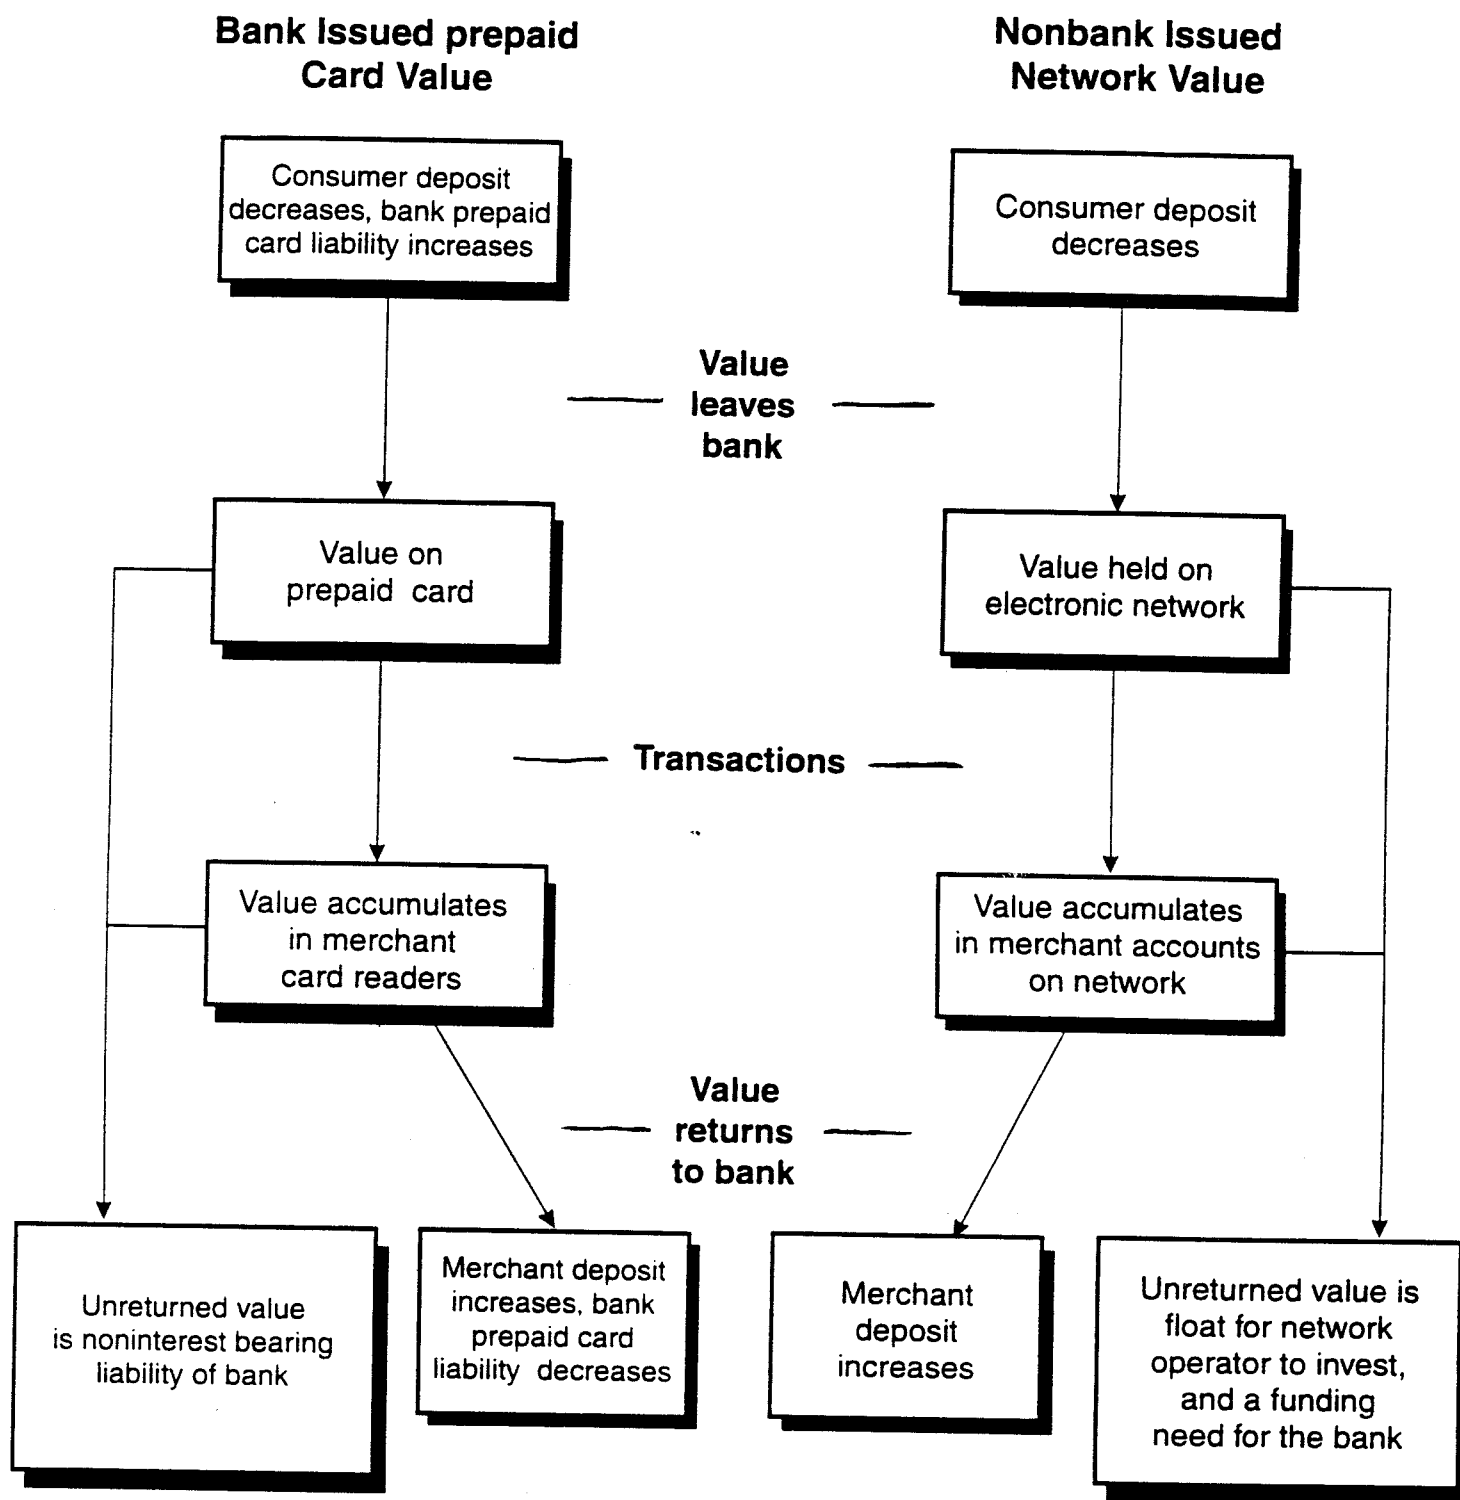 Bank Issued prepaid
Card Value
Nonbank Issued
Network Value
Consumer deposit
decreases, bank prepaid
card liability increases
Consumer deposit
decreases
Value
leaves
bank
Value on
prepaid card
Value held on
electronic network
Transactions
Value accumulates
in merchant
card readers
Value accumulates
in merchant accounts
on network
Value
returns
to bank
Unreturned value
is noninterest bearing
liability of bank
Merchant deposit
increases, bank
prepaid card
liability decreases
Merchant
deposit
increases
Unreturned value is
float for network
operator to invest,
and a funding
need for the bank